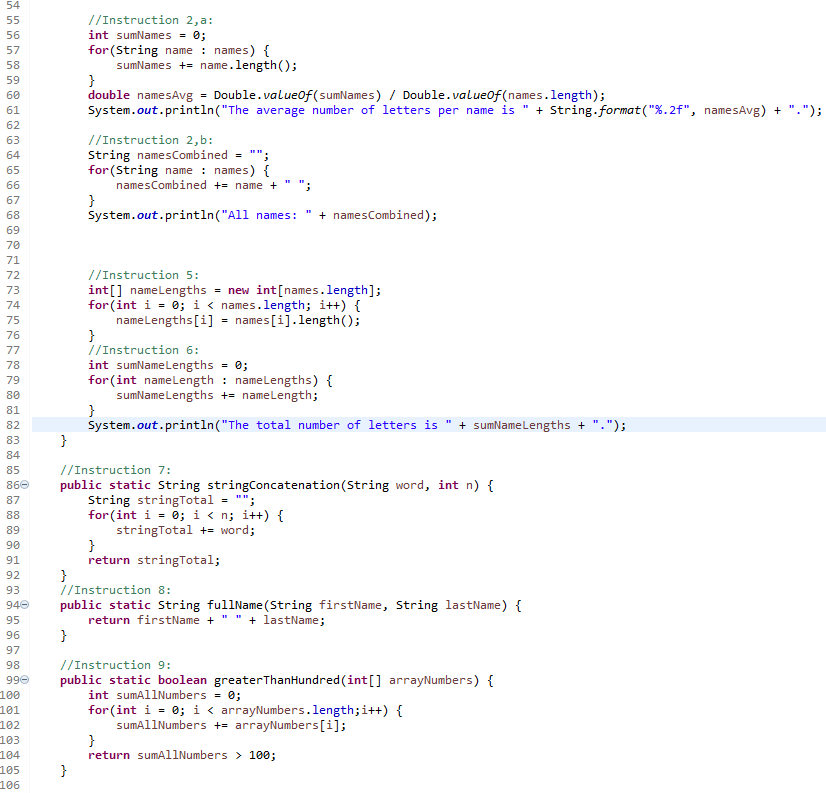 54
55         //Instruction 2,a:
56         int sumNames = 0;
57         for(String name : names) {
58             sumNames += name.length();
59         }
60         double namesAvg = Double.valueOf(sumNames) / Double.valueOf(names.length);
61         System.out.println("The average number of letters per name is " + String.format("%.2f", namesAvg) + ".");
62
63         //Instruction 2,b:
64         String namesCombined = "";
65         for(String name : names) {
66             namesCombined += name + " ";
67         }
68         System.out.println("All names: " + namesCombined);
69
70
71
72         //Instruction 5:
73         int[] nameLengths = new int[names.length];
74         for(int i = 0; i < names.length; i++) {
75             nameLengths[i] = names[i].length();
76         }
77         //Instruction 6:
78         int sumNameLengths = 0;
79         for(int nameLength : nameLengths) {
80             sumNameLengths += nameLength;
81         }
82         System.out.println("The total number of letters is " + sumNameLengths + ".");
83     }
84
85     //Instruction 7:
86     public static String stringConcatenation(String word, int n) {
87         String stringTotal = "";
88         for(int i = 0; i < n; i++) {
89             stringTotal += word;
90         }
91         return stringTotal;
92     }
93     //Instruction 8:
94     public static String fullName(String firstName, String lastName) {
95         return firstName + " " + lastName;
96     }
97
98     //Instruction 9:
99     public static boolean greaterThanHundred(int[] arrayNumbers) {
100         int sumAllNumbers = 0;
101         for(int i = 0; i < arrayNumbers.length;i++) {
102             sumAllNumbers += arrayNumbers[i];
103         }
104         return sumAllNumbers > 100;
105     }
106